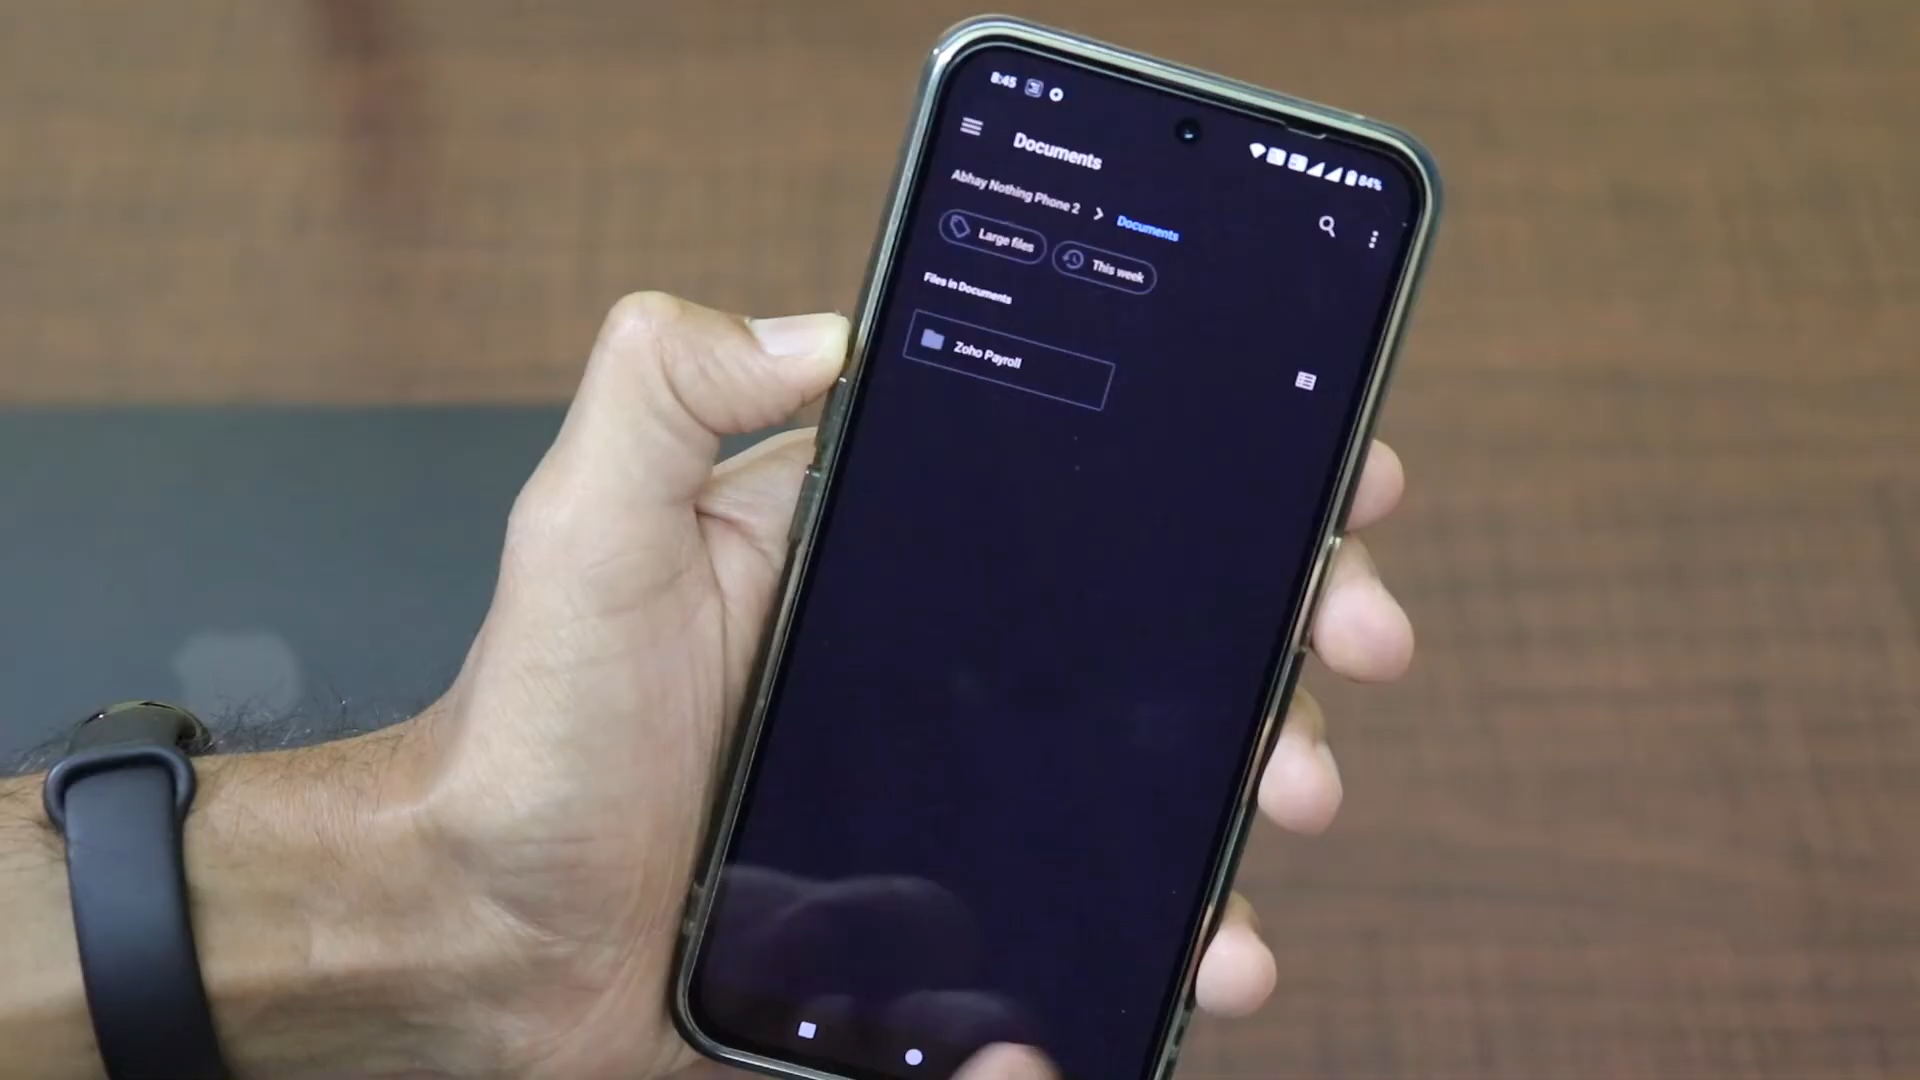 8:45
84%
Documents
Abhay Nothing Phone 2 > Documents
Large files
This week
Files in Documents
Zoho Payroll